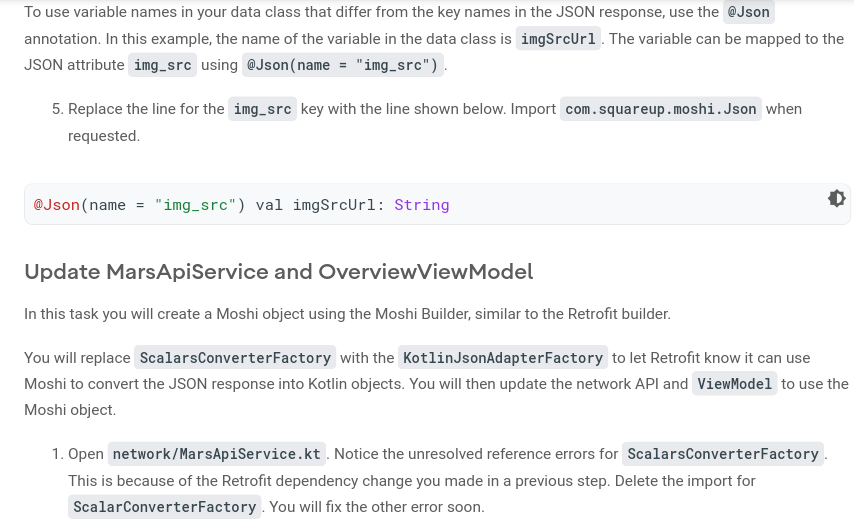 To use variable names in your data class that differ from the key names in the JSON response, use the @Json
annotation. In this example, the name of the variable in the data class is imgSrcUrl. The variable can be mapped to the
JSON attribute img_src using @Json(name = "img_src").
5. Replace the line for the img_src key with the line shown below. Import com.squareup.moshi.Json when
requested.
@Json(name = "img_src") val imgSrcUrl: String
Update MarsApiService and OverviewViewModel
In this task you will create a Moshi object using the Moshi Builder, similar to the Retrofit builder.
You will replace ScalarsConverterFactory with the KotlinJsonAdapterFactory to let Retrofit know it can use
Moshi to convert the JSON response into Kotlin objects. You will then update the network API and ViewModel to use the
Moshi object.
1. Open network/MarsApiService.kt. Notice the unresolved reference errors for ScalarsConverterFactory.
This is because of the Retrofit dependency change you made in a previous step. Delete the import for
ScalarConverterFactory. You will fix the other error soon.